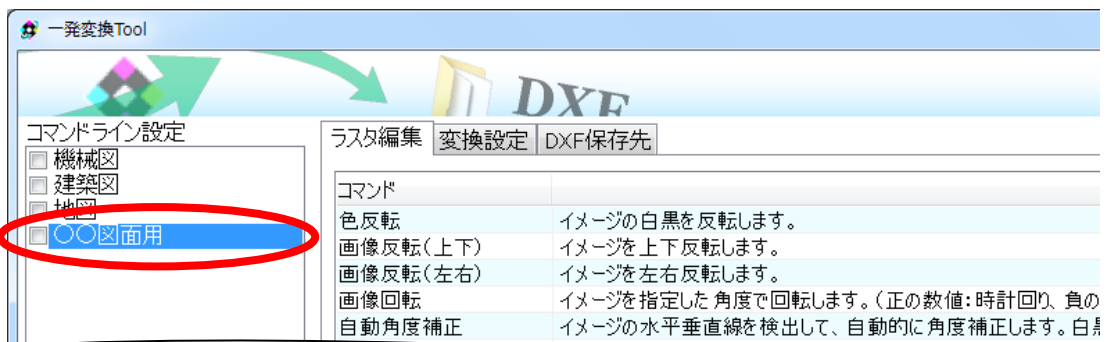 一発変換Tool
DXF
コマンドライン設定
機械図
建築図
地図
〇〇図面用
ラスタ編集 変換設定 DXF保存先
コマンド
色反転 イメージの白黒を反転します。
画像反転(上下) イメージを上下反転します。
画像反転(左右) イメージを左右反転します。
画像回転 イメージを指定した角度で回転します。(正の数値:時計回り、負の
自動角度補正 イメージの水平垂直線を検出して、自動的に角度補正します。白黒